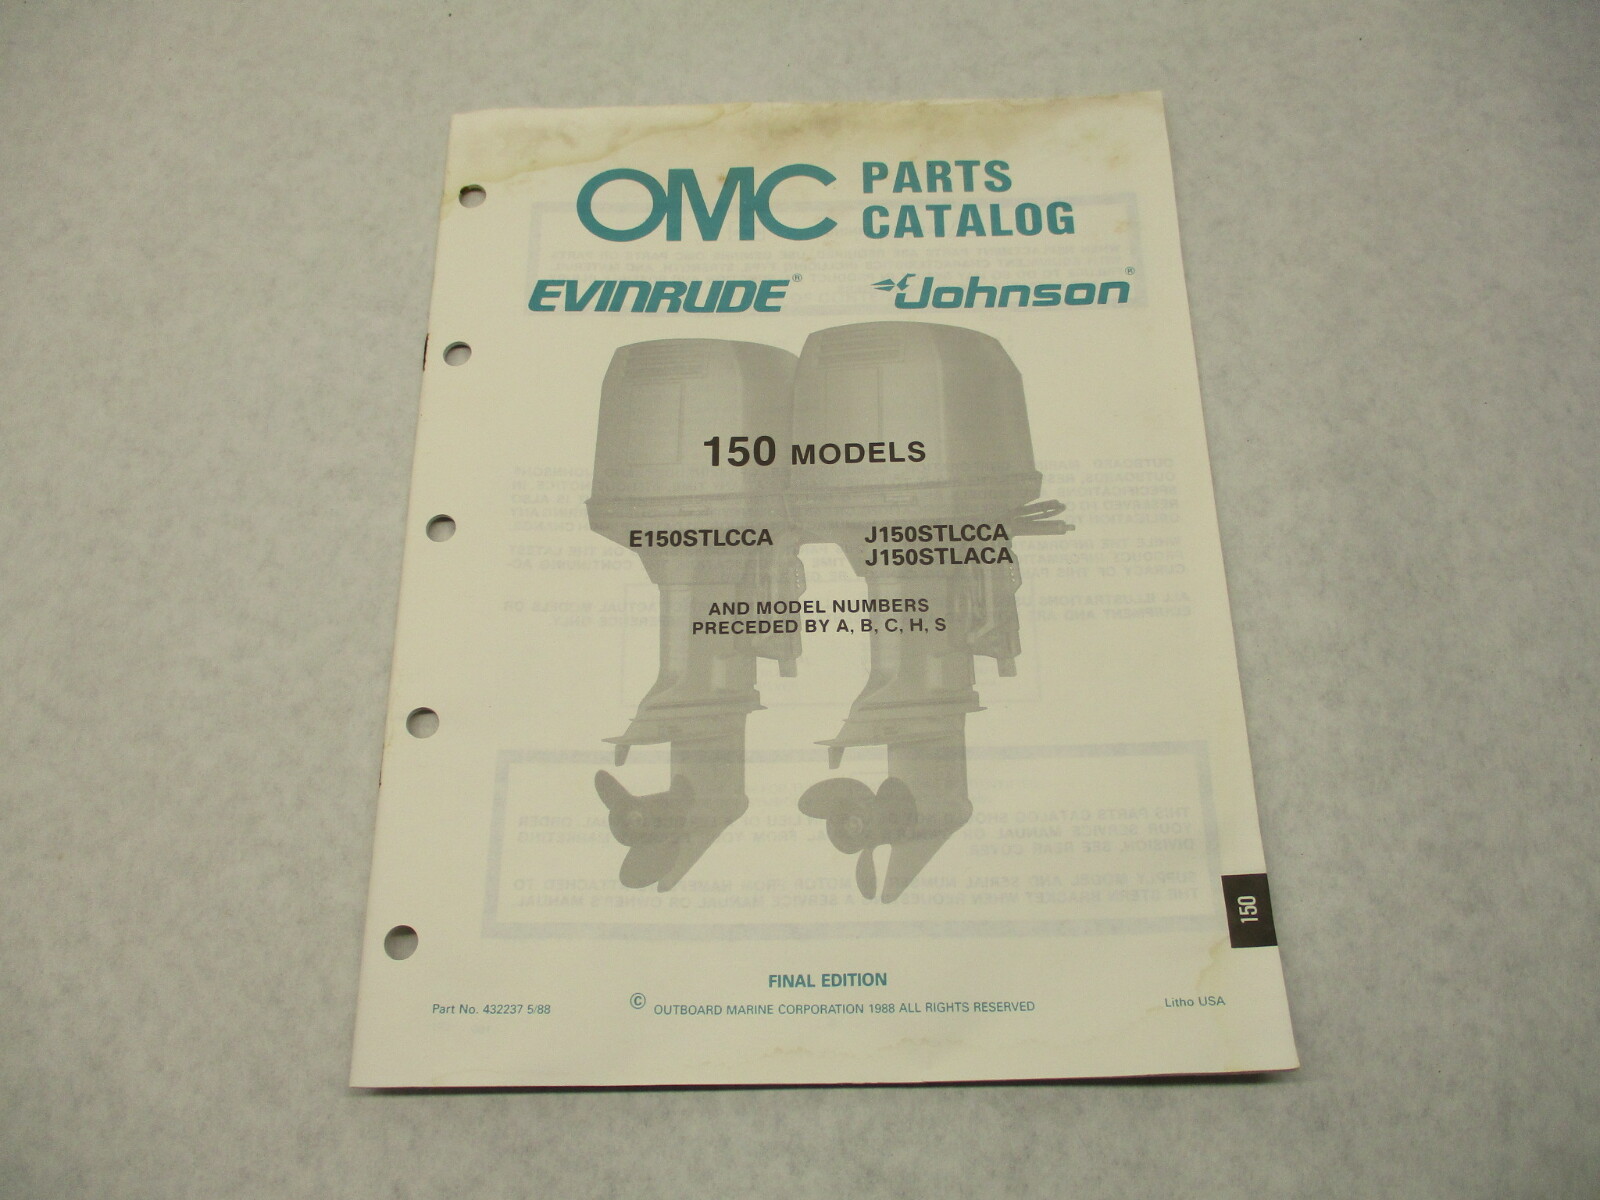 OMC PARTS
CATALOG
EVINRUDE® Johnson®
150 MODELS
E150STLCCA J150STLCCA
J150STLACA
AND MODEL NUMBERS
PRECEDED BY A, B, C, H, S
150
FINAL EDITION
Part No. 432237 5/88 © OUTBOARD MARINE CORPORATION 1988 ALL RIGHTS RESERVED Litho USA